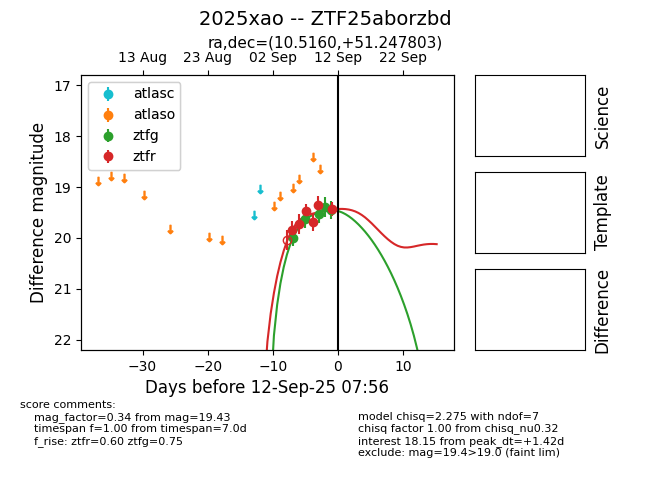 2025xao -- ZTF25aborzbd
ra,dec=(10.5160,+51.247803)
13 Aug 23 Aug 02 Sep 12 Sep 22 Sep
atlasc
atlaso
ztfg
ztfr
17
18
19
20
21
22
Difference magnitude
−30 −20 −10 0 10
Days before 12-Sep-25 07:56
Science
Template
Difference
score comments:
mag_factor=0.34 from mag=19.43
timespan f=1.00 from timespan=7.0d
f_rise: ztfr=0.60 ztfg=0.75
model chisq=2.275 with ndof=7
chisq factor 1.00 from chisq_nu0.32
interest 18.15 from peak_dt=+1.42d
exclude: mag=19.4>19.0 (faint lim)